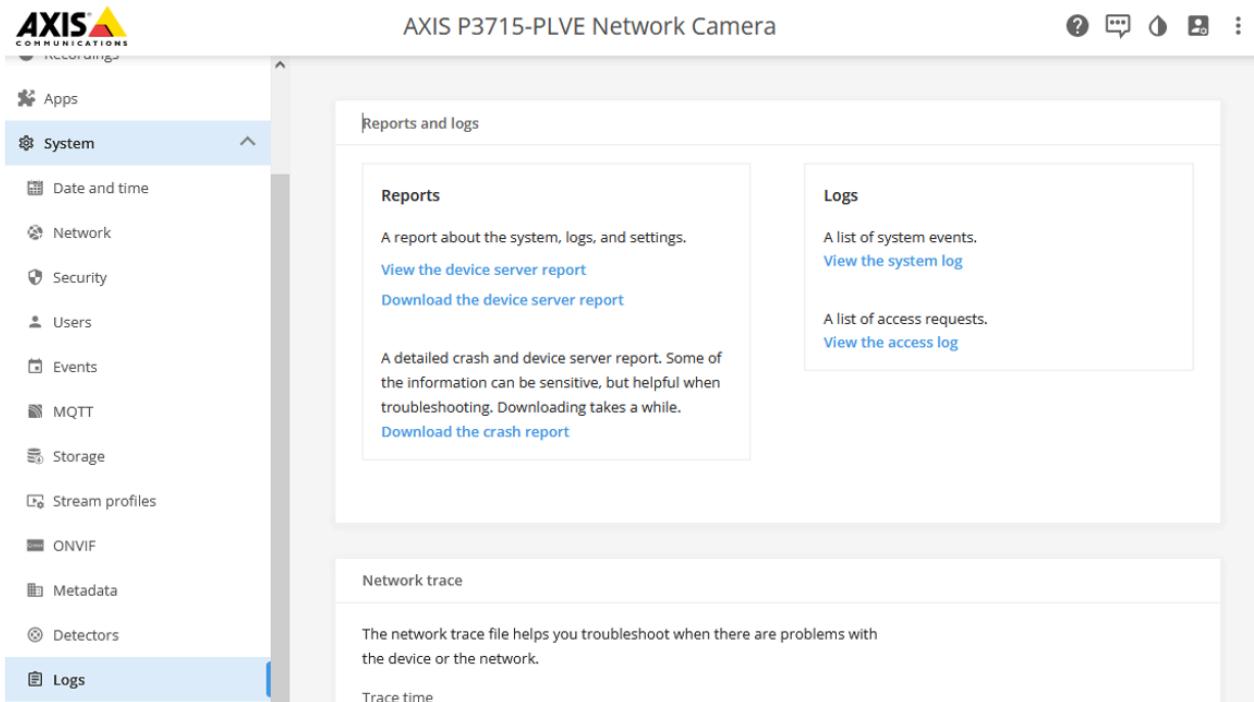 AXIS
COMMUNICATIONS
AXIS P3715-PLVE Network Camera
Recordings
Apps
System
Date and time
Network
Security
Users
Events
MQTT
Storage
Stream profiles
ONVIF
Metadata
Detectors
Logs
Reports and logs
Reports
A report about the system, logs, and settings.
View the device server report
Download the device server report
A detailed crash and device server report. Some of
the information can be sensitive, but helpful when
troubleshooting. Downloading takes a while.
Download the crash report
Logs
A list of system events.
View the system log
A list of access requests.
View the access log
Network trace
The network trace file helps you troubleshoot when there are problems with
the device or the network.
Trace time